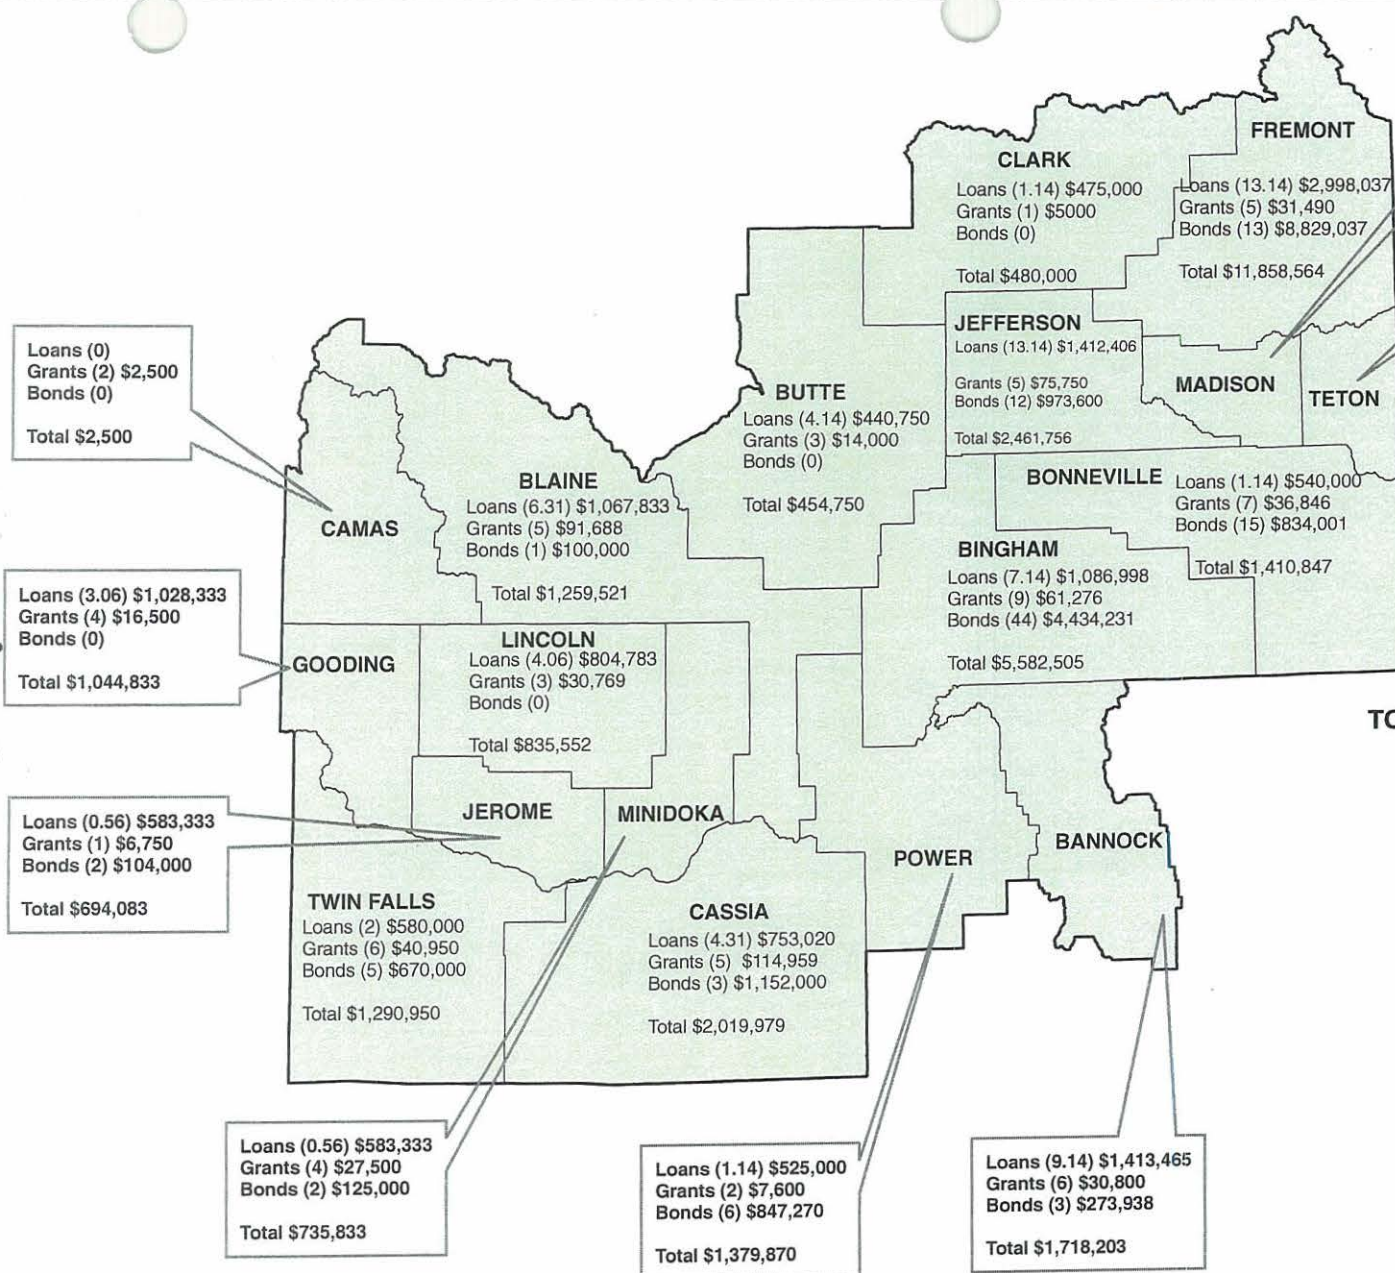 FREMONT
Loans (13.14) $2,998,037
Grants (5) $31,490
Bonds (13) $8,829,037
Total $11,858,564
CLARK
Loans (1.14) $475,000
Grants (1) $5000
Bonds (0)
Total $480,000
JEFFERSON
Loans (13.14) $1,412,406
Grants (5) $75,750
Bonds (12) $973,600
Total $2,461,756
MADISON
TETON
BUTTE
Loans (4.14) $440,750
Grants (3) $14,000
Bonds (0)
Total $454,750
Loans (0)
Grants (2) $2,500
Bonds (0)
Total $2,500
CAMAS
BLAINE
Loans (6.31) $1,067,833
Grants (5) $91,688
Bonds (1) $100,000
Total $1,259,521
BONNEVILLE
Loans (1.14) $540,000
Grants (7) $36,846
Bonds (15) $834,001
Total $1,410,847
BINGHAM
Loans (7.14) $1,086,998
Grants (9) $61,276
Bonds (44) $4,434,231
Total $5,582,505
Loans (3.06) $1,028,333
Grants (4) $16,500
Bonds (0)
Total $1,044,833
GOODING
LINCOLN
Loans (4.06) $804,783
Grants (3) $30,769
Bonds (0)
Total $835,552
TO
Loans (0.56) $583,333
Grants (1) $6,750
Bonds (2) $104,000
Total $694,083
JEROME
MINIDOKA
POWER
BANNOCK
TWIN FALLS
Loans (2) $580,000
Grants (6) $40,950
Bonds (5) $670,000
Total $1,290,950
CASSIA
Loans (4.31) $753,020
Grants (5) $114,959
Bonds (3) $1,152,000
Total $2,019,979
Loans (0.56) $583,333
Grants (4) $27,500
Bonds (2) $125,000
Total $735,833
Loans (1.14) $525,000
Grants (2) $7,600
Bonds (6) $847,270
Total $1,379,870
Loans (9.14) $1,413,465
Grants (6) $30,800
Bonds (3) $273,938
Total $1,718,203